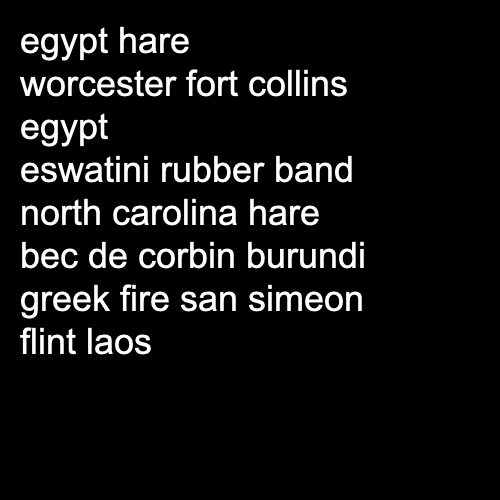 egypt hare
worcester fort collins
egypt
eswatini rubber band
north carolina hare
bec de corbin burundi
greek fire san simeon
flint laos